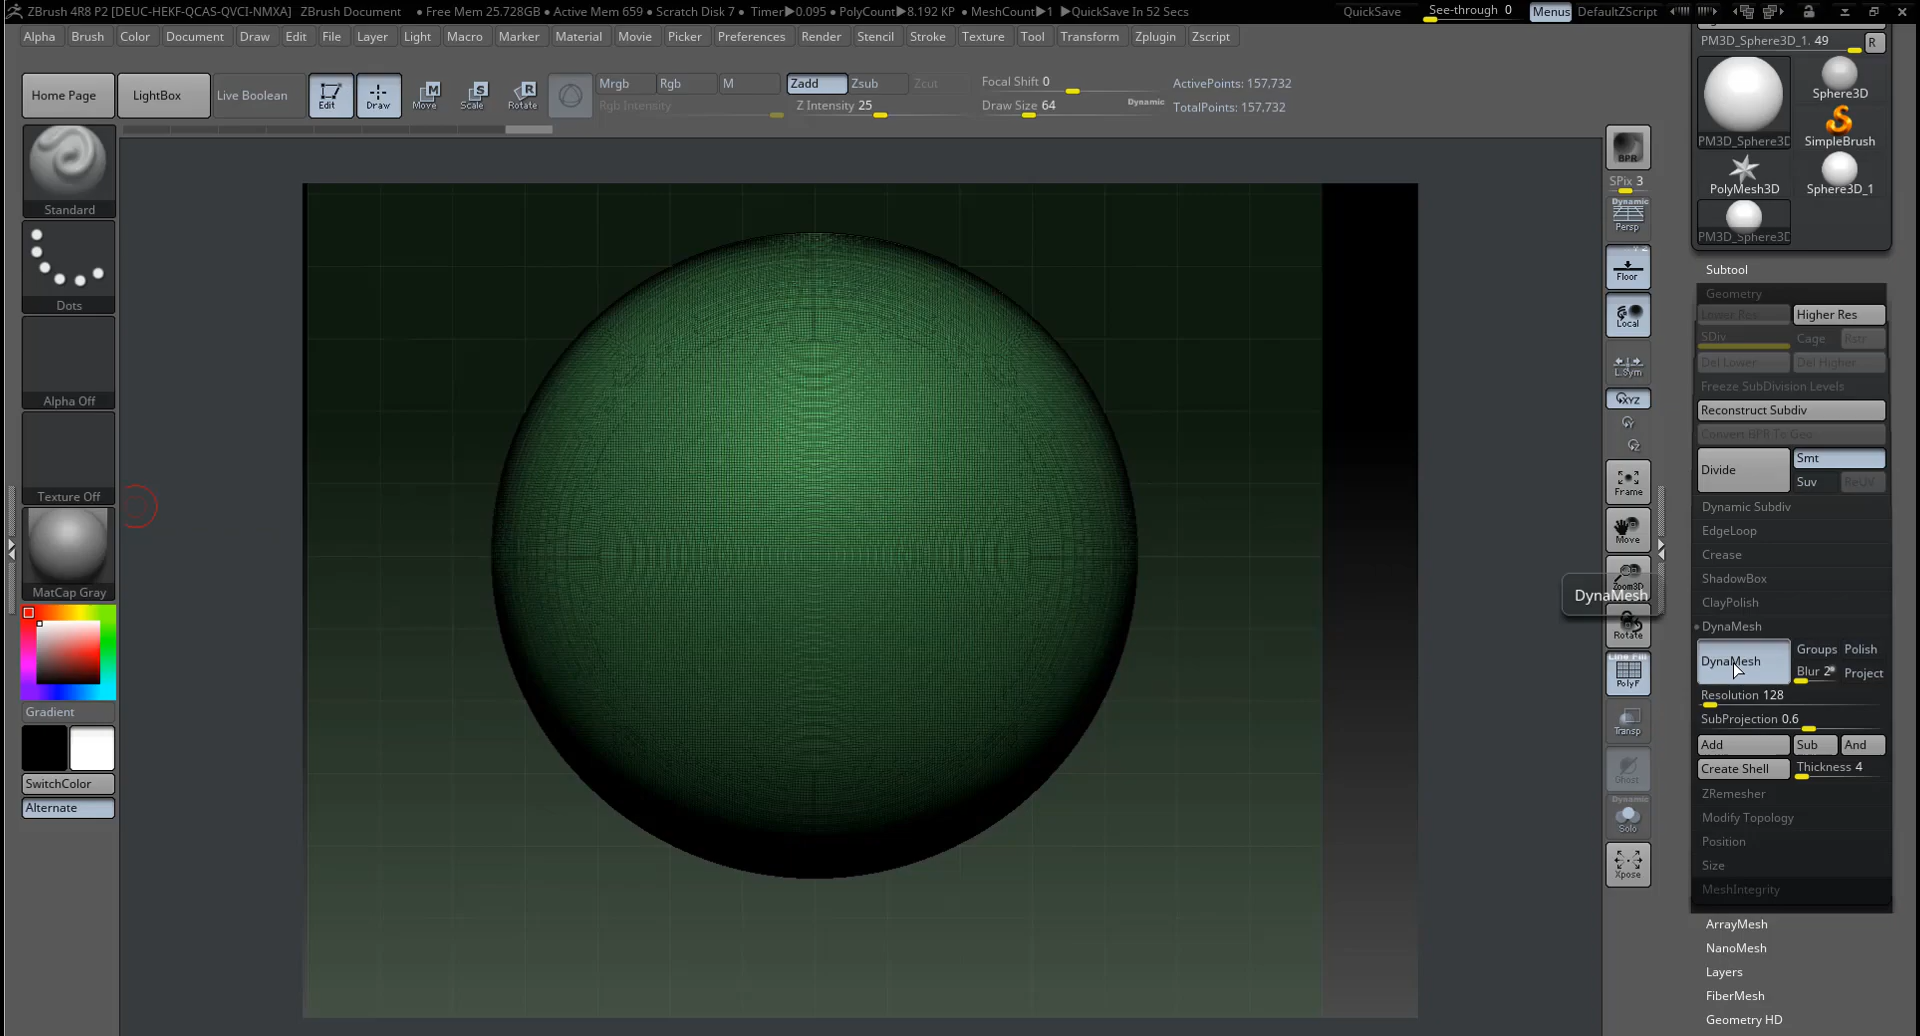 ZBrush 4R8 P2 [DEUC-HEKF-QCAS-QVCI-NMXA] ZBrush Document • Free Mem 25.728GB • Active Mem 659 • Scratch Disk 7 • Timer▶0.095 • PolyCount▶8.192 KP • MeshCount▶1 ▶QuickSave In 52 Secs QuickSave See-through 0 Menus DefaultZScript
Alpha Brush Color Document Draw Edit File Layer Light Macro Marker Material Movie Picker Preferences Render Stencil Stroke Texture Tool Transform Zplugin Zscript
Home Page LightBox Live Boolean Edit Draw Move Scale Rotate
Mrgb Rgb M Zadd Zsub Zcut
Rgb Intensity Z Intensity 25
Focal Shift 0
Draw Size 64 Dynamic
ActivePoints: 157,732
TotalPoints: 157,732
Standard
Dots
Alpha Off
Texture Off
MatCap Gray
Gradient
SwitchColor
Alternate
BPR
SPix 3
Dynamic
Persp
Floor
Local
L.Sym
XYZ
Frame
Move
Zoom3D
DynaMesh
Rotate
Line Fill
PolyF
Transp
Ghost
Dynamic
Solo
Xpose
PM3D_Sphere3D_1. 49 R
PM3D_Sphere3D
Sphere3D
SimpleBrush
PolyMesh3D
Sphere3D_1
PM3D_Sphere3D
Subtool
Geometry
Lower Res Higher Res
SDiv Cage Rstr
Del Lower Del Higher
Freeze SubDivision Levels
Reconstruct Subdiv
Convert BPR To Geo
Divide Smt
Suv ReUV
Dynamic Subdiv
EdgeLoop
Crease
ShadowBox
ClayPolish
DynaMesh
DynaMesh Groups Polish
Blur 2 Project
Resolution 128
SubProjection 0.6
Add Sub And
Create Shell Thickness 4
ZRemesher
Modify Topology
Position
Size
MeshIntegrity
ArrayMesh
NanoMesh
Layers
FiberMesh
Geometry HD